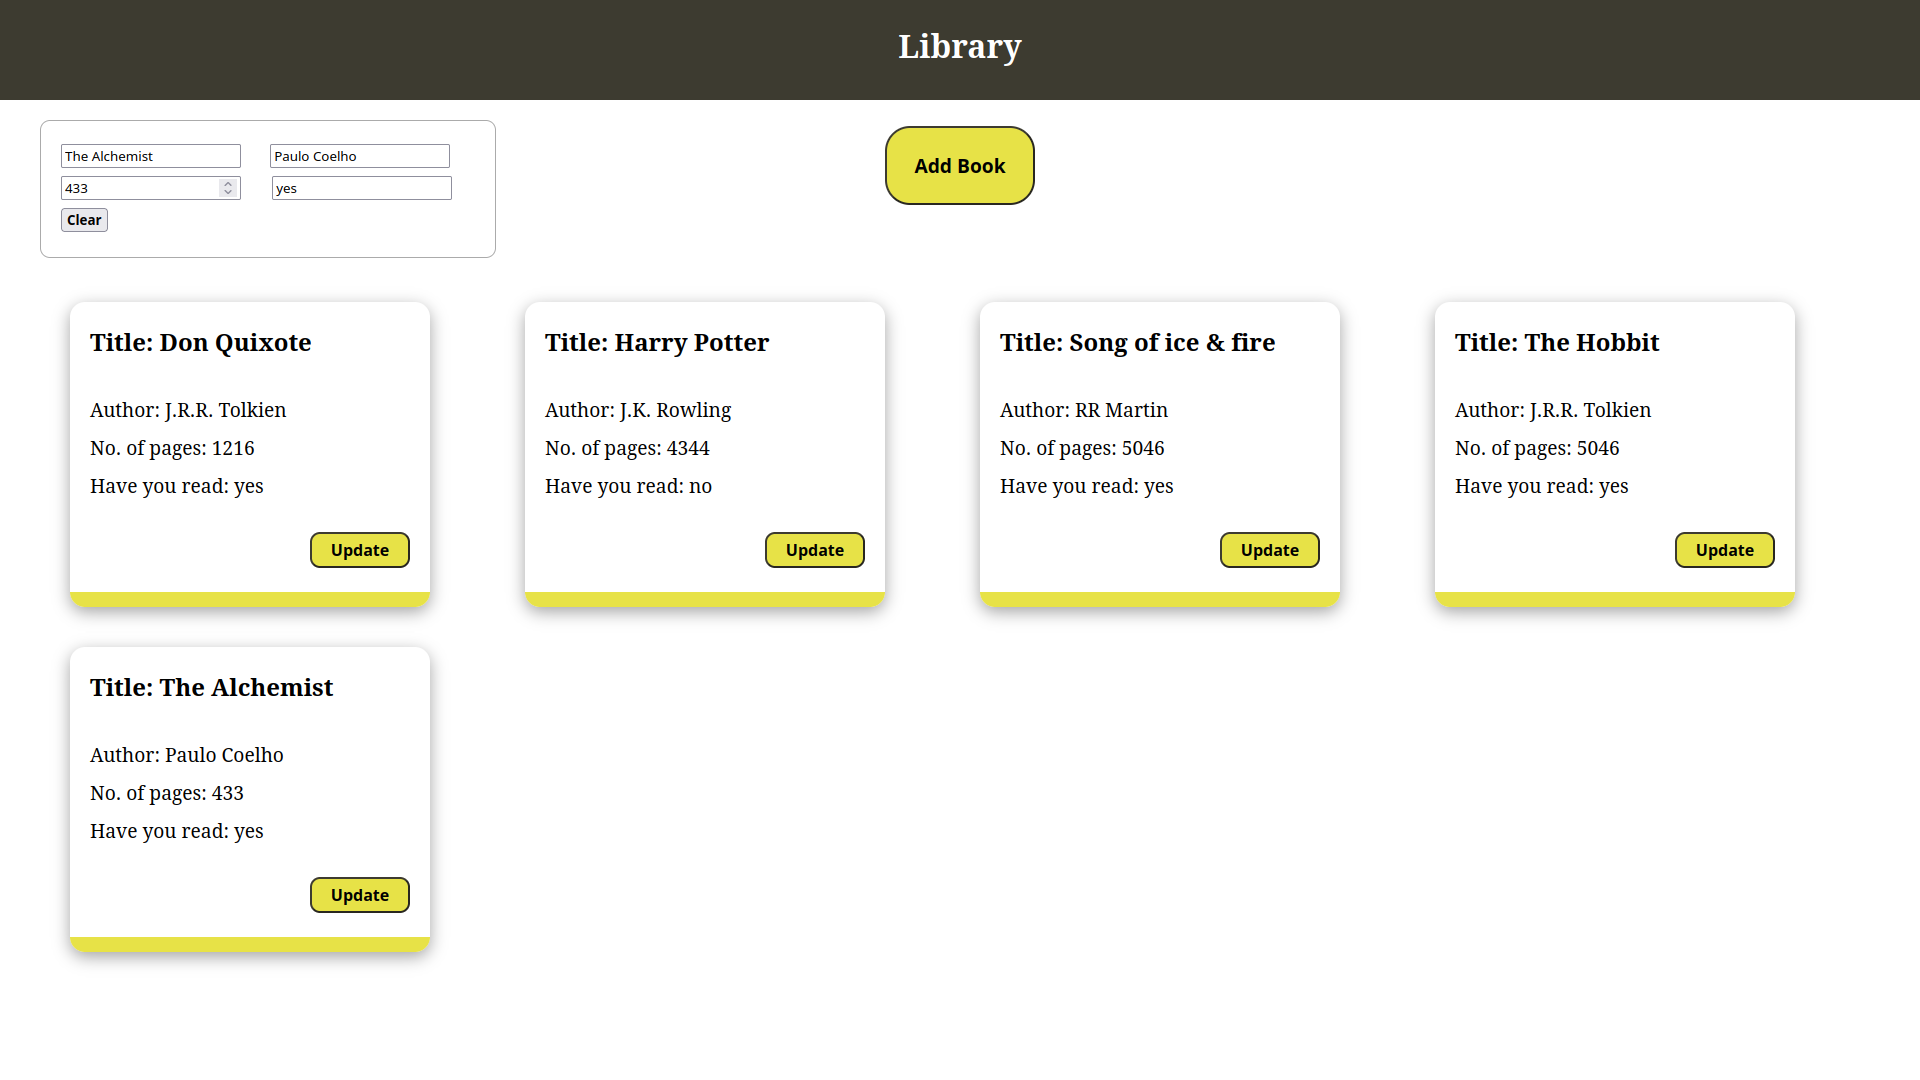 Library
The Alchemist
Paulo Coelho
433
yes
Clear
Add Book
Title: Don Quixote
Author: J.R.R. Tolkien
No. of pages: 1216
Have you read: yes
Update
Title: Harry Potter
Author: J.K. Rowling
No. of pages: 4344
Have you read: no
Update
Title: Song of ice & fire
Author: RR Martin
No. of pages: 5046
Have you read: yes
Update
Title: The Hobbit
Author: J.R.R. Tolkien
No. of pages: 5046
Have you read: yes
Update
Title: The Alchemist
Author: Paulo Coelho
No. of pages: 433
Have you read: yes
Update